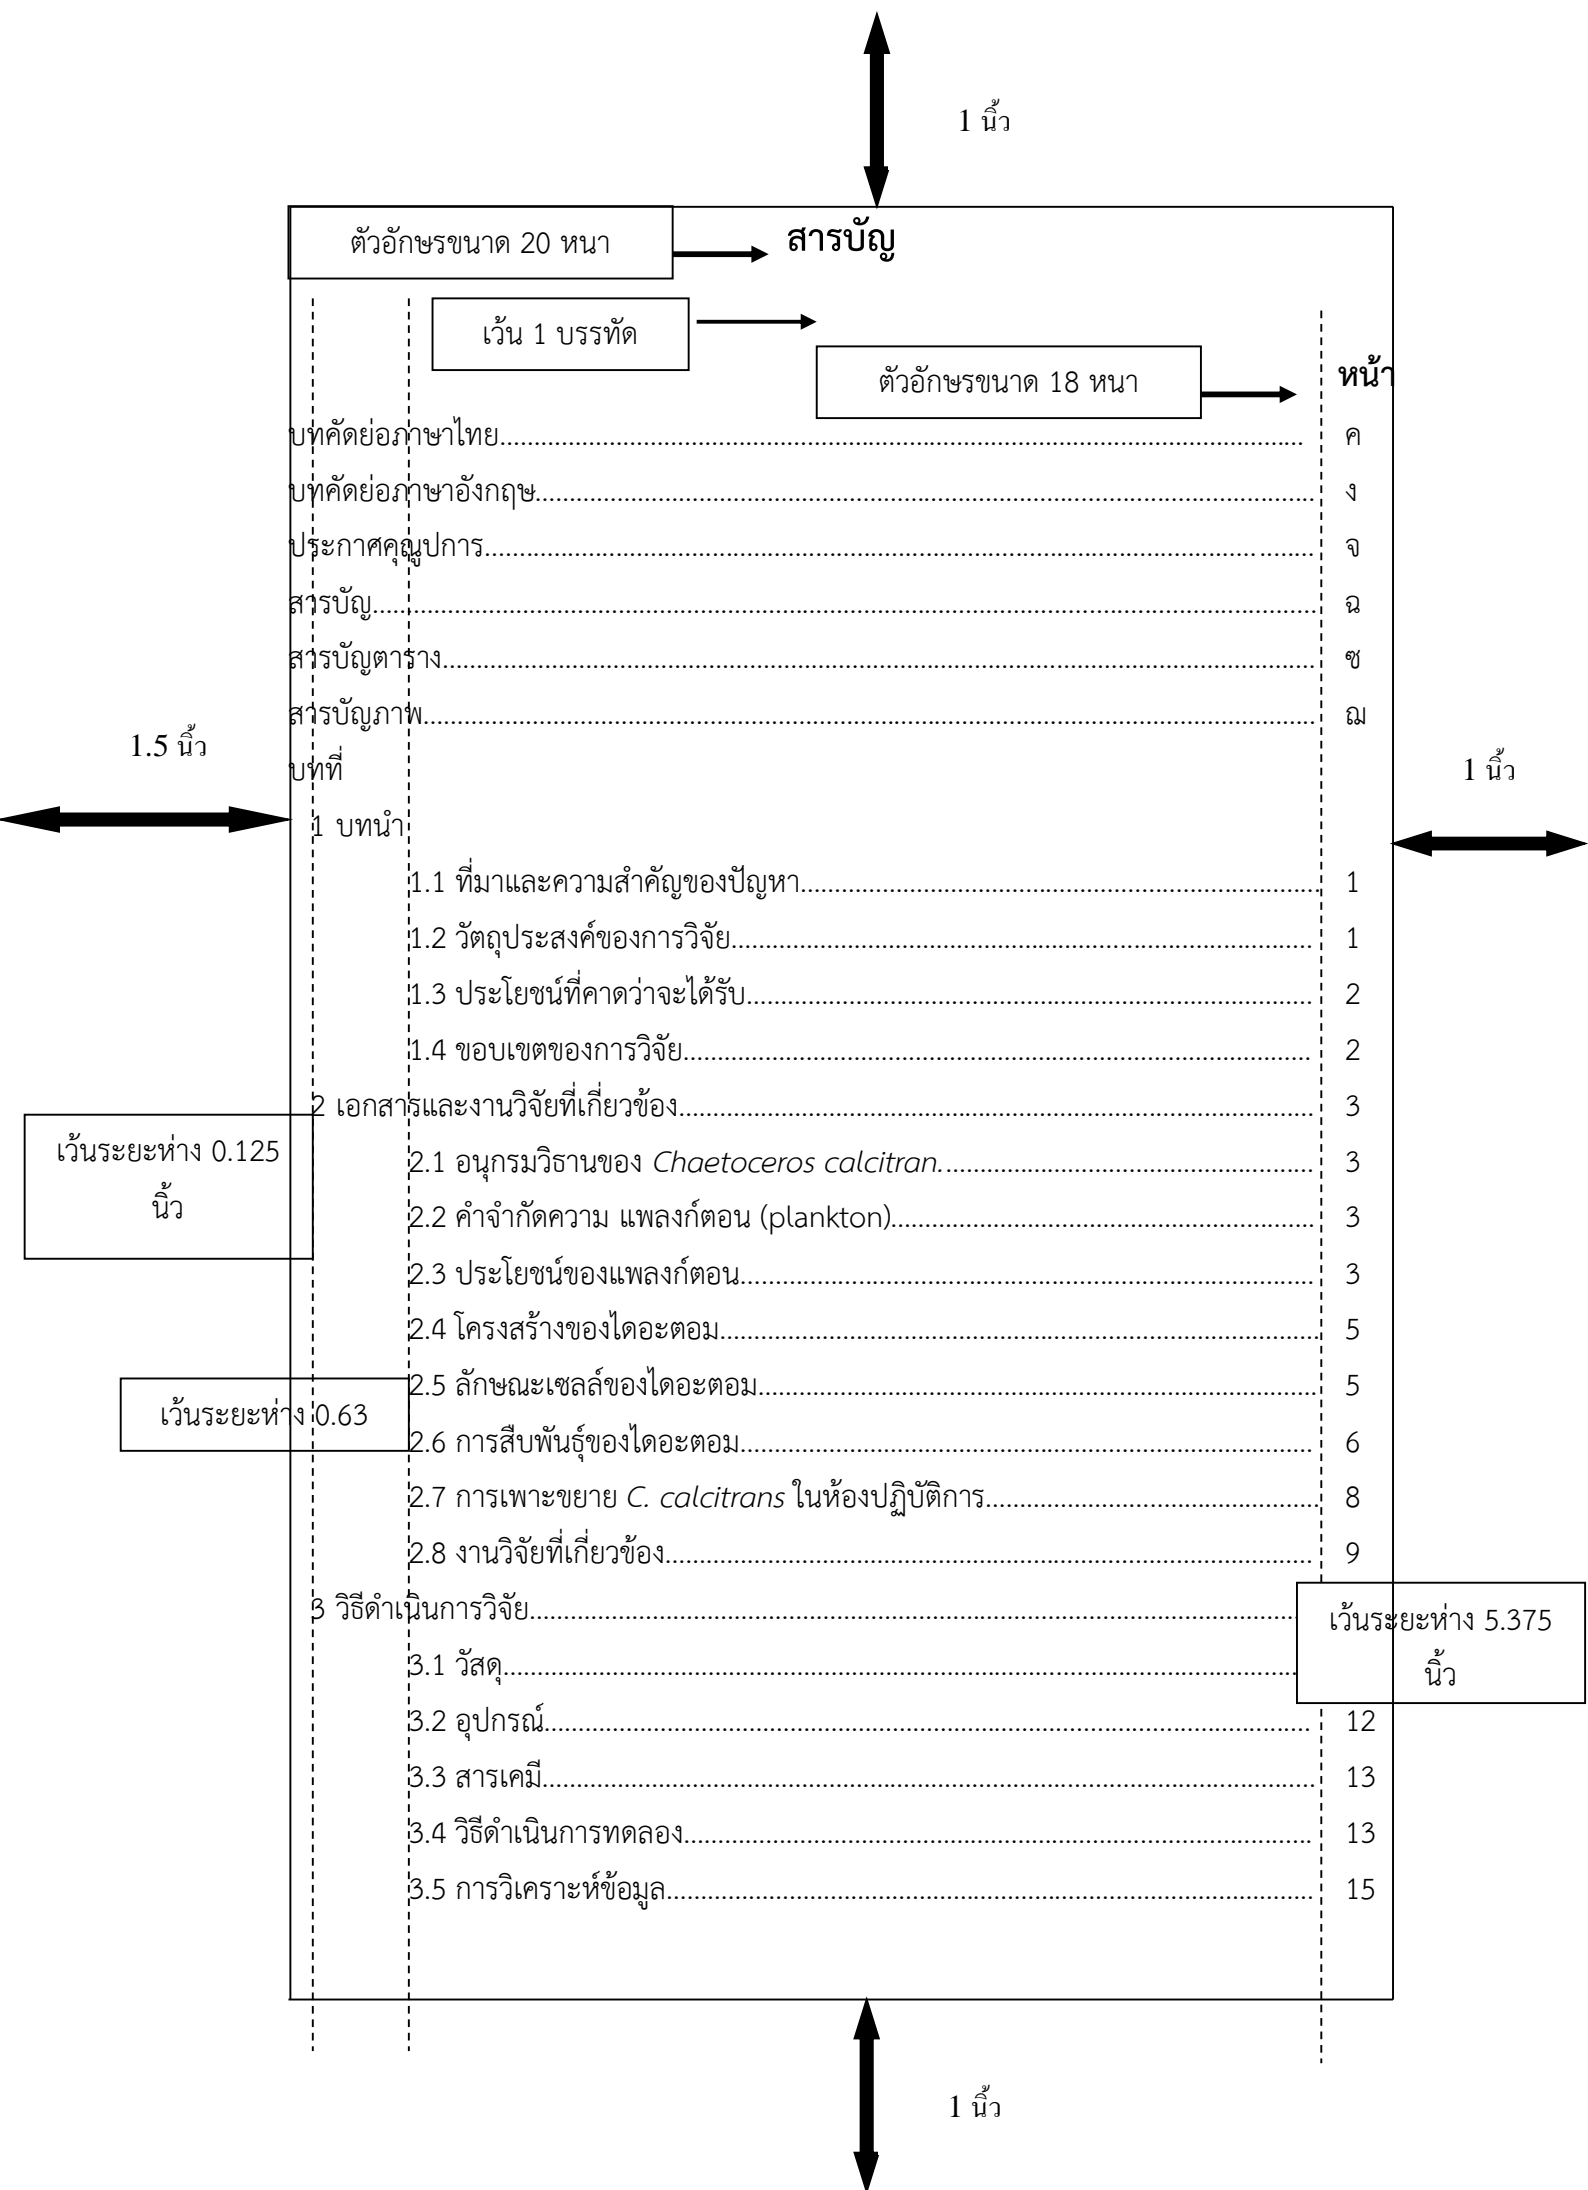 1 นิ้ว
ตัวอักษรขนาด 20 หนา
สารบัญ
เว้น 1 บรรทัด
ตัวอักษรขนาด 18 หนา
หน้า
บทคัดย่อภาษาไทย ค
บทคัดย่อภาษาอังกฤษ ง
ประกาศคุณูปการ จ
สารบัญ ฉ
สารบัญตาราง ซ
สารบัญภาพ ฌ
1.5 นิ้ว
บทที่
1 นิ้ว
1 บทนำ
1.1 ที่มาและความสำคัญของปัญหา 1
1.2 วัตถุประสงค์ของการวิจัย 1
1.3 ประโยชน์ที่คาดว่าจะได้รับ 2
1.4 ขอบเขตของการวิจัย 2
2 เอกสารและงานวิจัยที่เกี่ยวข้อง 3
เว้นระยะห่าง 0.125
นิ้ว
2.1 อนุกรมวิธานของ Chaetoceros calcitran. 3
2.2 คำจำกัดความ แพลงก์ตอน (plankton) 3
2.3 ประโยชน์ของแพลงก์ตอน 3
2.4 โครงสร้างของไดอะตอม 5
2.5 ลักษณะเซลล์ของไดอะตอม 5
เว้นระยะห่าง 0.63
2.6 การสืบพันธุ์ของไดอะตอม 6
2.7 การเพาะขยาย C. calcitrans ในห้องปฏิบัติการ 8
2.8 งานวิจัยที่เกี่ยวข้อง 9
3 วิธีดำเนินการวิจัย
เว้นระยะห่าง 5.375
นิ้ว
3.1 วัสดุ
3.2 อุปกรณ์ 12
3.3 สารเคมี 13
3.4 วิธีดำเนินการทดลอง 13
3.5 การวิเคราะห์ข้อมูล 15
1 นิ้ว